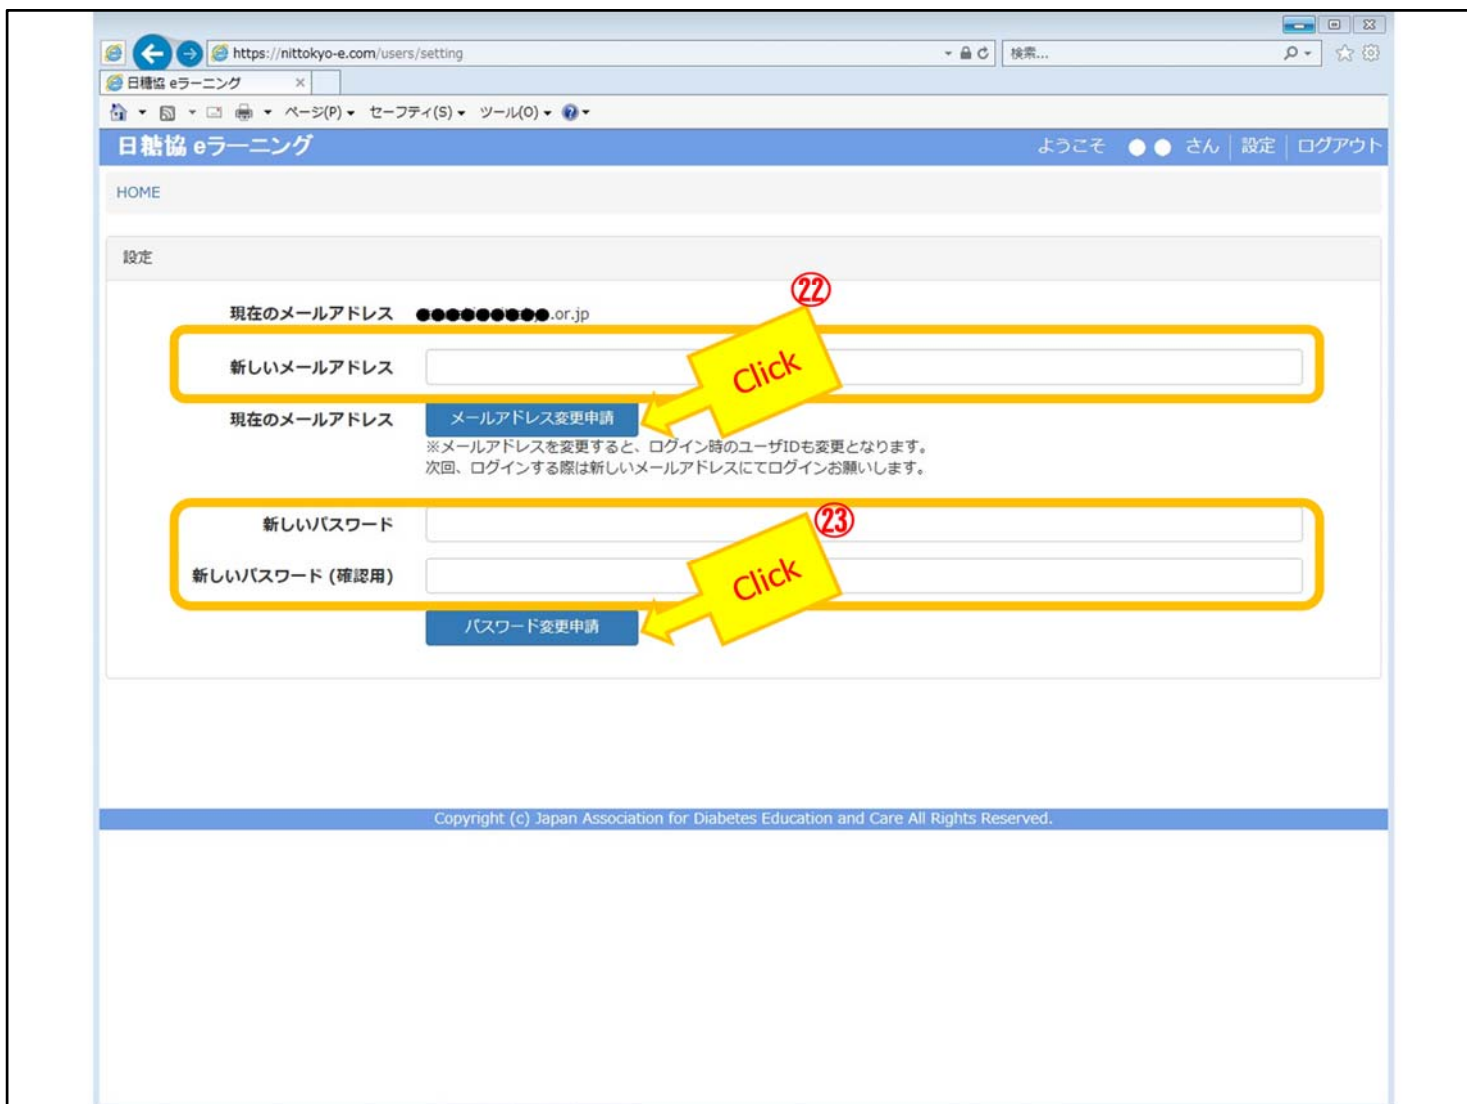 https://nittokyo-e.com/users/setting
検索...
日糖協 eラーニング
ページ(P) セーフティ(S) ツール(O)
日糖協 eラーニング
ようこそ ●● さん | 設定 | ログアウト
HOME
設定
㉒
現在のメールアドレス .or.jp
新しいメールアドレス
Click
現在のメールアドレス メールアドレス変更申請
※メールアドレスを変更すると、ログイン時のユーザIDも変更となります。
次回、ログインする際は新しいメールアドレスにてログインお願いします。
㉓
新しいパスワード
新しいパスワード (確認用)
Click
パスワード変更申請
Copyright (c) Japan Association for Diabetes Education and Care All Rights Reserved.